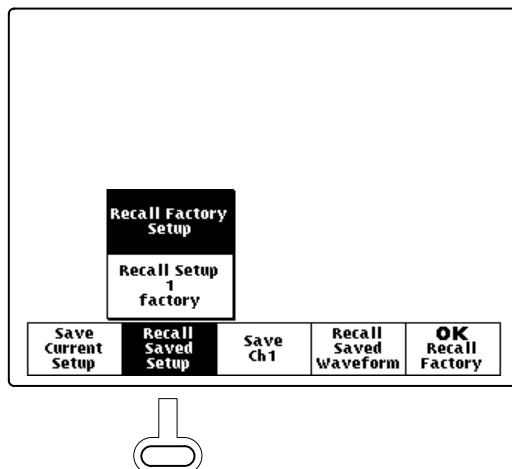 Recall Factory
Setup
Recall Setup
1
factory
Save
Current
Setup
Recall
Saved
Setup
Save
Ch1
Recall
Saved
Waveform
OK
Recall
Factory